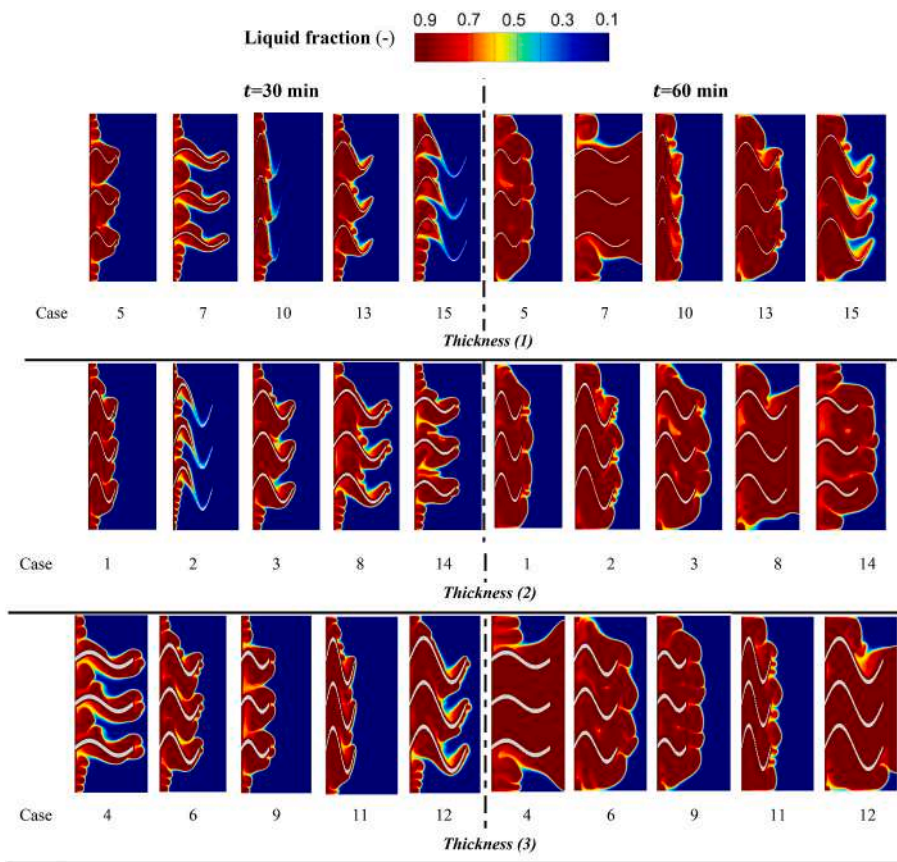 0.9 0.7 0.5 0.3 0.1
Liquid fraction (-)
t=30 min t=60 min
Case 5 7 10 13 15 5 7 10 13 15
Thickness (1)
Case 1 2 3 8 14 1 2 3 8 14
Thickness (2)
Case 4 6 9 11 12 4 6 9 11 12
Thickness (3)